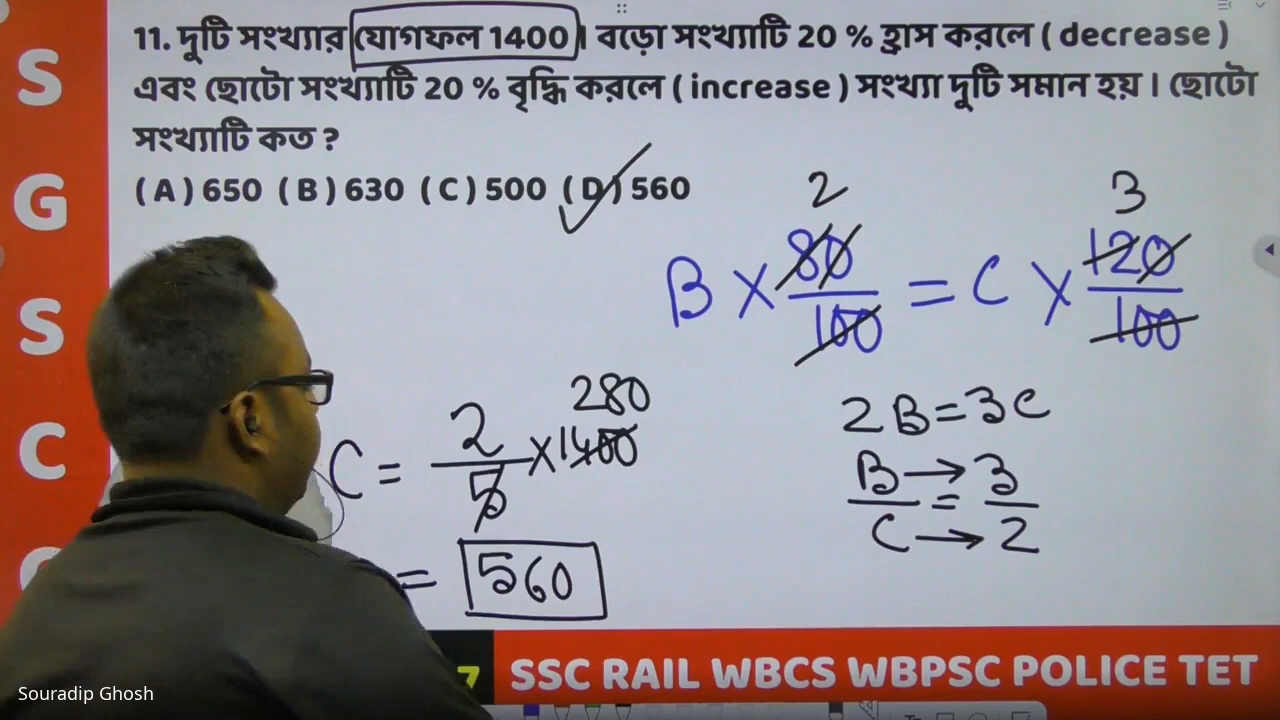 11. দুটি সংখ্যার যোগফল 1400। বড়ো সংখ্যাটি 20 % হ্রাস করলে ( decrease )
এবং ছোটো সংখ্যাটি 20 % বৃদ্ধি করলে ( increase ) সংখ্যা দুটি সমান হয়। ছোটো
সংখ্যাটি কত ?
( A ) 650 ( B ) 630 ( C ) 500 ( D ) 560
2 3
B × 80/100 = C × 120/100
2B = 3C
B → 3
C → 2
280
C = 2/5 × 1400
= 560
S
G
S
C
7
SSC RAIL WBCS WBPSC POLICE TET
Souradip Ghosh